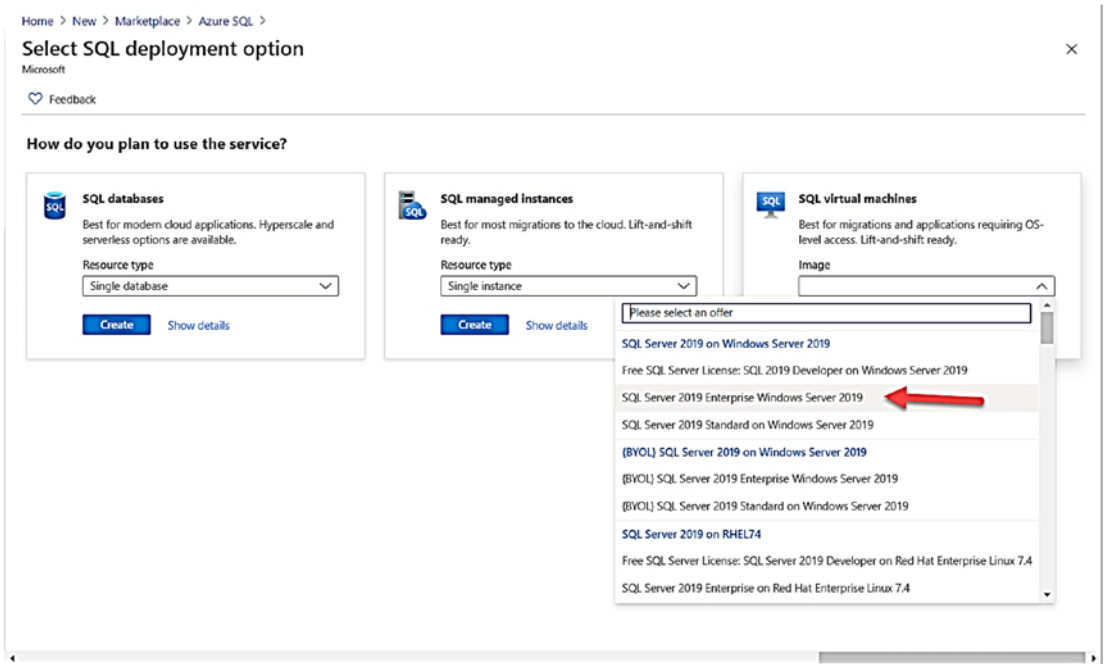 Home > New > Marketplace > Azure SQL >
Select SQL deployment option
Microsoft
Feedback
How do you plan to use the service?
SQL
SQL databases
Best for modern cloud applications. Hyperscale and
serverless options are available.
Resource type
Single database
Create
Show details
SQL
SQL managed instances
Best for most migrations to the cloud. Lift-and-shift
ready.
Resource type
Single instance
Create
Show details
SQL
SQL virtual machines
Best for migrations and applications requiring OS-
level access. Lift-and-shift ready.
Image
Please select an offer
SQL Server 2019 on Windows Server 2019
Free SQL Server License: SQL 2019 Developer on Windows Server 2019
SQL Server 2019 Enterprise Windows Server 2019
SQL Server 2019 Standard on Windows Server 2019
(BYOL) SQL Server 2019 on Windows Server 2019
(BYOL) SQL Server 2019 Enterprise Windows Server 2019
(BYOL) SQL Server 2019 Standard on Windows Server 2019
SQL Server 2019 on RHEL74
Free SQL Server License: SQL Server 2019 Developer on Red Hat Enterprise Linux 7.4
SQL Server 2019 Enterprise on Red Hat Enterprise Linux 7.4